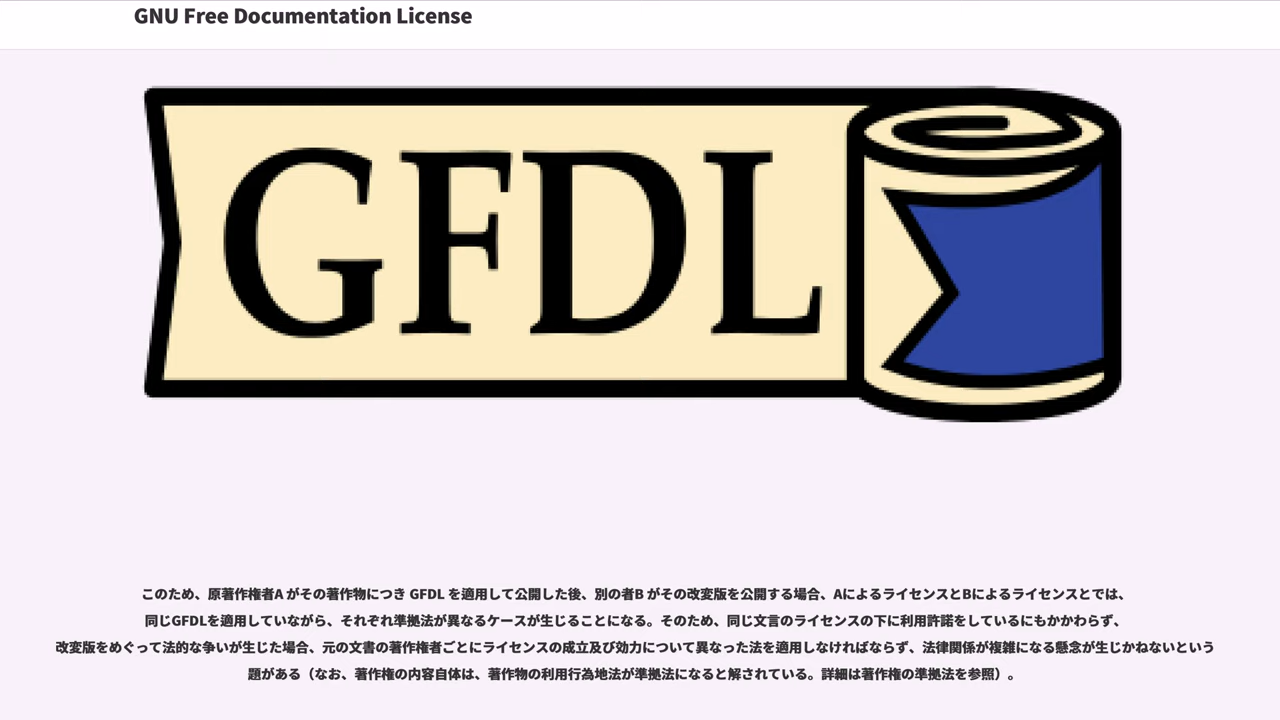 GNU Free Documentation License
GFDL
このため、原著作権者A がその著作物につき GFDL を適用して公開した後、別の者B がその改変版を公開する場合、AによるライセンスとBによるライセンスとでは、
同じGFDLを適用していながら、それぞれ準拠法が異なるケースが生じることになる。そのため、同じ文言のライセンスの下に利用許諾をしているにもかかわらず、
改変版をめぐって法的な争いが生じた場合、元の文書の著作権者ごとにライセンスの成立及び効力について異なった法を適用しなければならず、法律関係が複雑になる懸念が生じかねないという
題がある（なお、著作権の内容自体は、著作物の利用行為地法が準拠法になると解されている。詳細は著作権の準拠法を参照）。